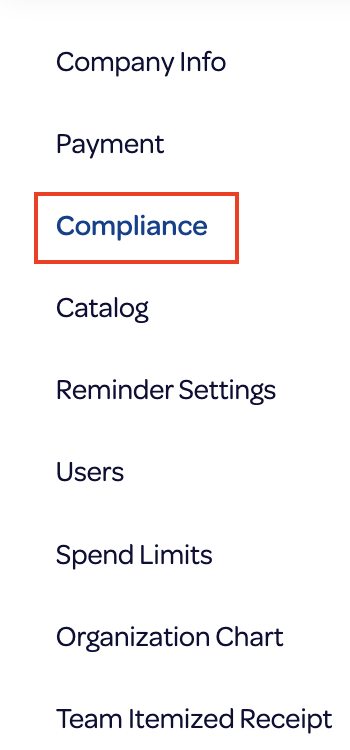 Company Info
Payment
Compliance
Catalog
Reminder Settings
Users
Spend Limits
Organization Chart
Team Itemized Receipt